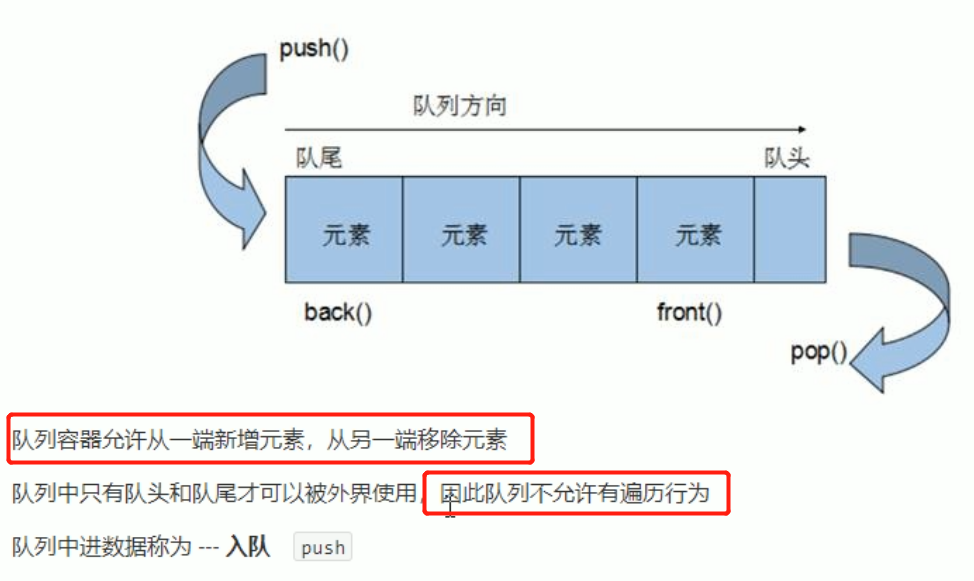 push()
队列方向
队尾 队头
元素 元素 元素 元素
back() front()
pop()
队列容器允许从一端新增元素，从另一端移除元素
队列中只有队头和队尾才可以被外界使用，因此队列不允许有遍历行为
队列中进数据称为 --- 入队 push